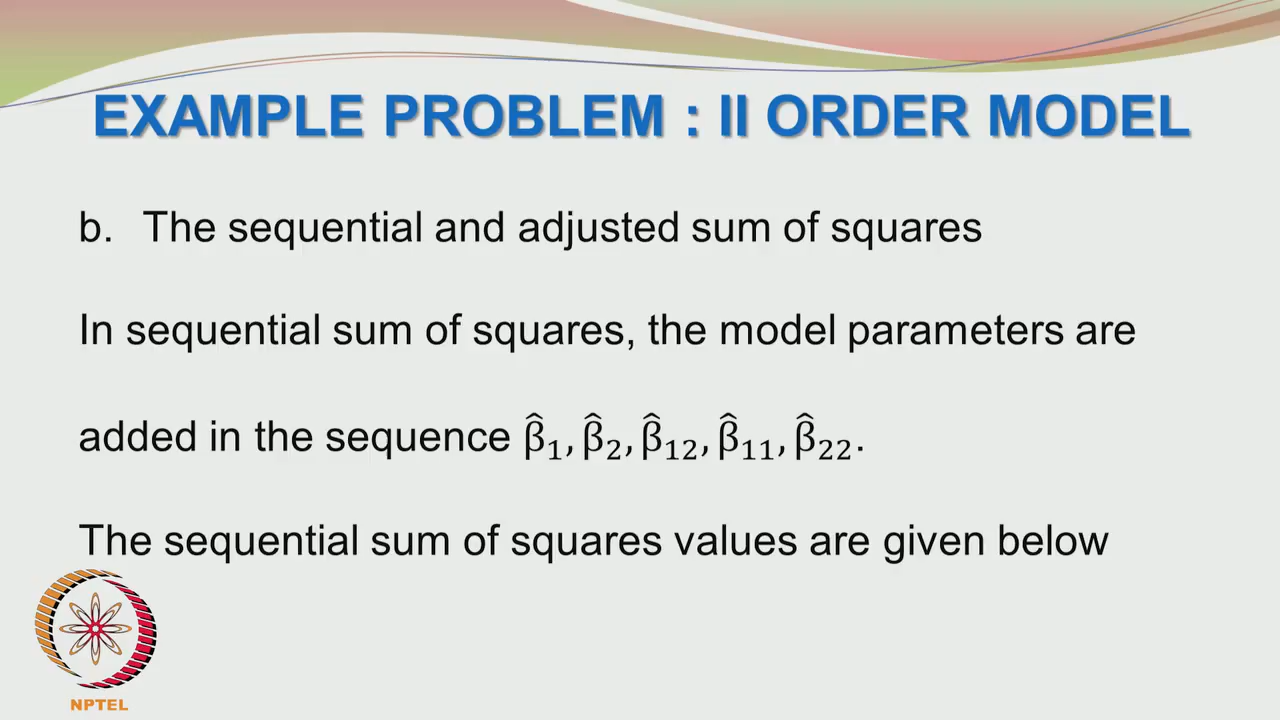 EXAMPLE PROBLEM : II ORDER MODEL
b. The sequential and adjusted sum of squares
In sequential sum of squares, the model parameters are
added in the sequence β̂₁, β̂₂, β̂₁₂, β̂₁₁, β̂₂₂.
The sequential sum of squares values are given below
NPTEL